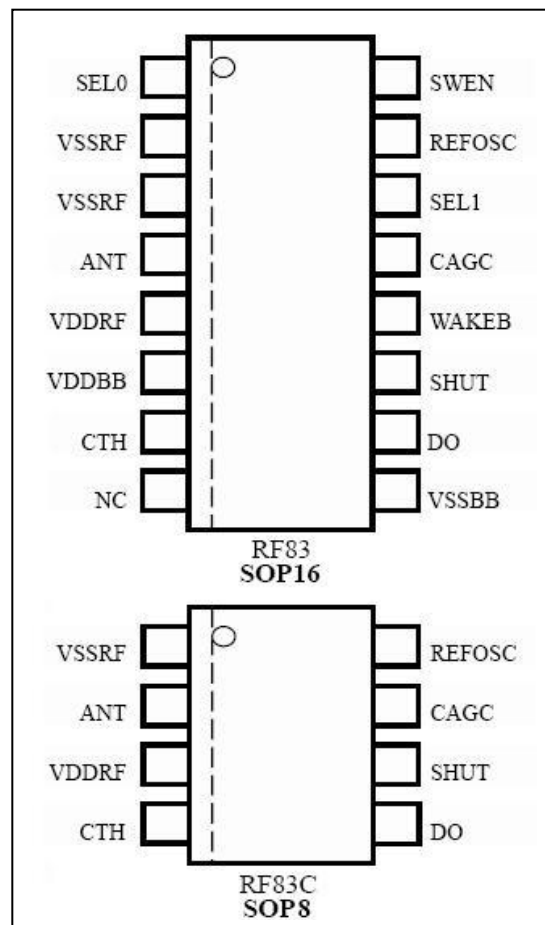 SEL0 SWEN
VSSRF REFOSC
VSSRF SEL1
ANT CAGC
VDDRF WAKEB
VDDBB SHUT
CTH DO
NC VSSBB
RF83
SOP16
VSSRF REFOSC
ANT CAGC
VDDRF SHUT
CTH DO
RF83C
SOP8